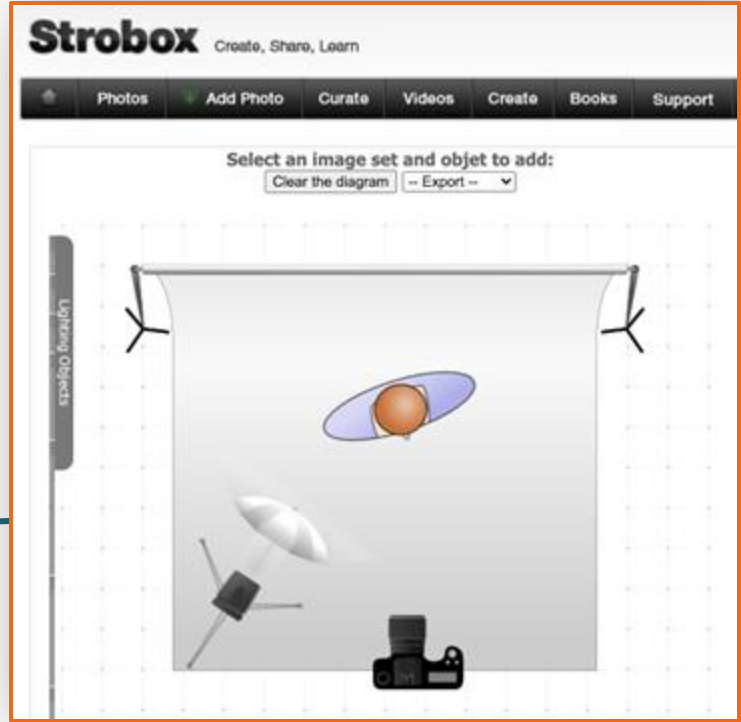 Strobox Create, Share, Learn
Photos Add Photo Curate Videos Create Books Support
Select an image set and objet to add:
Clear the diagram -- Export --
Lighting Objects